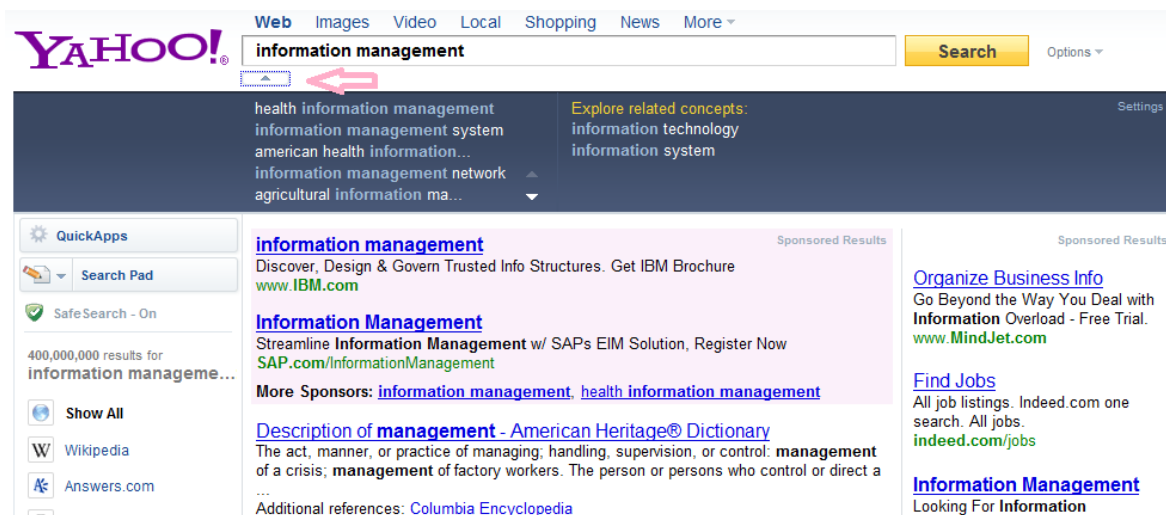 Web Images Video Local Shopping News More
YAHOO!®
information management
Search
Options
health information management
information management system
american health information...
information management network
agricultural information ma...
Explore related concepts:
information technology
information system
Settings
QuickApps
Search Pad
SafeSearch - On
400,000,000 results for
information manageme...
Show All
W Wikipedia
Answers.com
information management
Sponsored Results
Discover, Design & Govern Trusted Info Structures. Get IBM Brochure
www.IBM.com
Information Management
Streamline Information Management w/ SAPs EIM Solution, Register Now
SAP.com/InformationManagement
More Sponsors: information management, health information management
Description of management - American Heritage® Dictionary
The act, manner, or practice of managing; handling, supervision, or control: management
of a crisis; management of factory workers. The person or persons who control or direct a
...
Additional references: Columbia Encyclopedia
Sponsored Results
Organize Business Info
Go Beyond the Way You Deal with
Information Overload - Free Trial.
www.MindJet.com
Find Jobs
All job listings. Indeed.com one
search. All jobs.
indeed.com/jobs
Information Management
Looking For Information